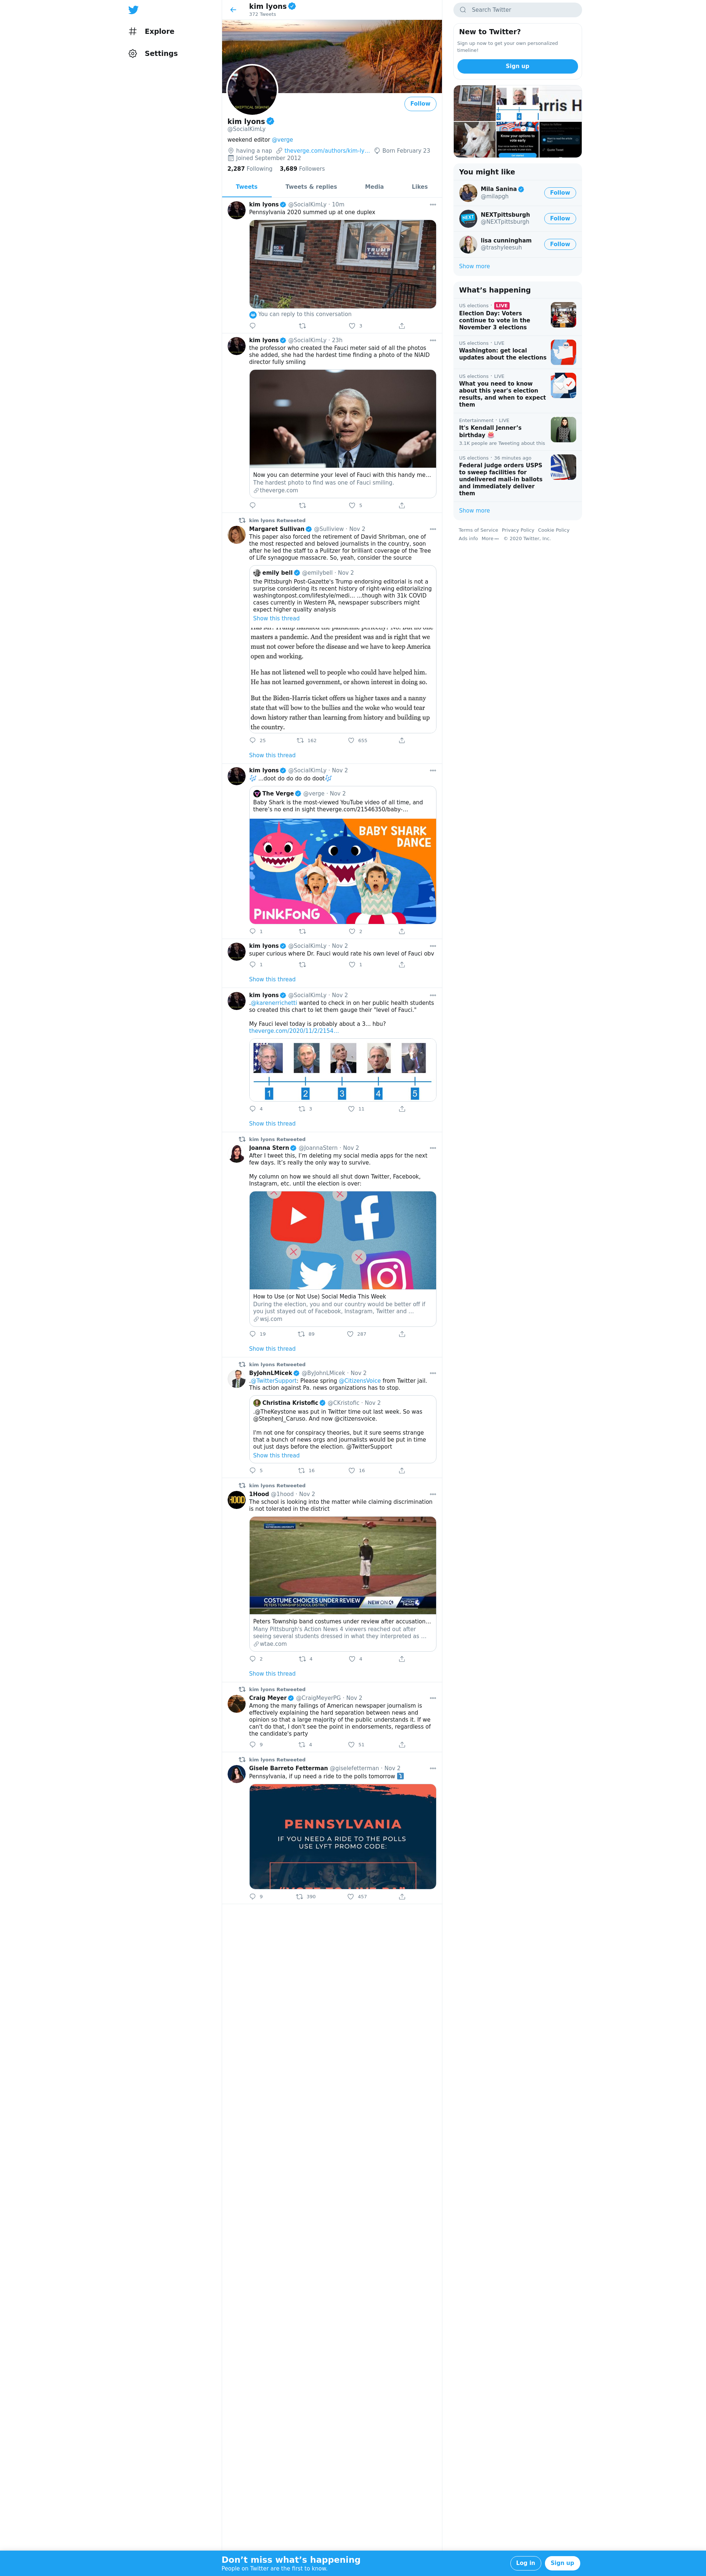 kim lyons
372 Tweets
Explore
Settings
Search Twitter
New to Twitter?
Sign up now to get your own personalized
timeline!
Sign up
Follow
kim lyons
@SocialKimLy
weekend editor @verge
having a nap theverge.com/authors/kim-ly… Born February 23
Joined September 2012
2,287 Following 3,689 Followers
Tweets Tweets & replies Media Likes
kim lyons @SocialKimLy · 10m
Pennsylvania 2020 summed up at one duplex
TRUMP
You can reply to this conversation
3
kim lyons @SocialKimLy · 23h
the professor who created the Fauci meter said of all the photos
she added, she had the hardest time finding a photo of the NIAID
director fully smiling
Now you can determine your level of Fauci with this handy me…
The hardest photo to find was one of Fauci smiling.
theverge.com
5
kim lyons Retweeted
Margaret Sullivan @Sulliview · Nov 2
This paper also forced the retirement of David Shribman, one of
the most respected and beloved journalists in the country, soon
after he led the staff to a Pulitzer for brilliant coverage of the Tree
of Life synagogue massacre. So, yeah, consider the source
emily bell @emilybell · Nov 2
the Pittsburgh Post-Gazette's Trump endorsing editorial is not a
surprise considering its recent history of right-wing editorializing
washingtonpost.com/lifestyle/medi… …though with 31k COVID
cases currently in Western PA, newspaper subscribers might
expect higher quality analysis
Show this thread
masters a pandemic. And the president was and is right that we
must not cower before the disease and we have to keep America
open and working.
He has not listened well to people who could have helped him.
He has not learned government, or shown interest in doing so.
But the Biden-Harris ticket offers us higher taxes and a nanny
state that will bow to the bullies and the woke who would tear
down history rather than learning from history and building up
the country.
25 162 655
Show this thread
kim lyons @SocialKimLy · Nov 2
🎶 …doot do do do do doot🎶
The Verge @verge · Nov 2
Baby Shark is the most-viewed YouTube video of all time, and
there's no end in sight theverge.com/21546350/baby-…
BABY SHARK
DANCE
PINKFONG
1 2
kim lyons @SocialKimLy · Nov 2
super curious where Dr. Fauci would rate his own level of Fauci obv
1 1
Show this thread
kim lyons @SocialKimLy · Nov 2
.@karenerrichetti wanted to check in on her public health students
so created this chart to let them gauge their "level of Fauci."
My Fauci level today is probably about a 3... hbu?
theverge.com/2020/11/2/2154…
1 2 3 4 5
4 3 11
Show this thread
kim lyons Retweeted
Joanna Stern @JoannaStern · Nov 2
After I tweet this, I'm deleting my social media apps for the next
few days. It's really the only way to survive.
My column on how we should all shut down Twitter, Facebook,
Instagram, etc. until the election is over:
How to Use (or Not Use) Social Media This Week
During the election, you and our country would be better off if
you just stayed out of Facebook, Instagram, Twitter and …
wsj.com
19 89 287
Show this thread
kim lyons Retweeted
ByJohnLMicek @ByJohnLMicek · Nov 2
.@TwitterSupport: Please spring @CitizensVoice from Twitter jail.
This action against Pa. news organizations has to stop.
Christina Kristofic @CKristofic · Nov 2
.@TheKeystone was put in Twitter time out last week. So was
@StephenJ_Caruso. And now @citizensvoice.
I'm not one for conspiracy theories, but it sure seems strange
that a bunch of news orgs and journalists would be put in time
out just days before the election. @TwitterSupport
Show this thread
5 16 16
kim lyons Retweeted
1HOOD
1Hood @1hood · Nov 2
The school is looking into the matter while claiming discrimination
is not tolerated in the district
COSTUME CHOICES UNDER REVIEW
PETERS TOWNSHIP SCHOOL DISTRICT
NEW ON
Peters Township band costumes under review after accusation…
Many Pittsburgh's Action News 4 viewers reached out after
seeing several students dressed in what they interpreted as …
wtae.com
2 4 4
Show this thread
kim lyons Retweeted
Craig Meyer @CraigMeyerPG · Nov 2
Among the many failings of American newspaper journalism is
effectively explaining the hard separation between news and
opinion so that a large majority of the public understands it. If we
can't do that, I don't see the point in endorsements, regardless of
the candidate's party
9 4 51
kim lyons Retweeted
Gisele Barreto Fetterman @giselefetterman · Nov 2
Pennsylvania, if up need a ride to the polls tomorrow ⤵️
PENNSYLVANIA
IF YOU NEED A RIDE TO THE POLLS
USE LYFT PROMO CODE:
9 390 457
arris H
Know your options to
vote early.
You might like
Mila Sanina
@milapgh
Follow
NEXT
NEXTpittsburgh
@NEXTpittsburgh
Follow
lisa cunningham
@trashyleesuh
Follow
Show more
What's happening
US elections · LIVE
Election Day: Voters
continue to vote in the
November 3 elections
US elections · LIVE
Washington: get local
updates about the elections
US elections · LIVE
What you need to know
about this year's election
results, and when to expect
them
Entertainment · LIVE
It's Kendall Jenner's
birthday 🎂
3.1K people are Tweeting about this
US elections · 36 minutes ago
Federal judge orders USPS
to sweep facilities for
undelivered mail-in ballots
and immediately deliver
them
Show more
Terms of Service Privacy Policy Cookie Policy
Ads info More © 2020 Twitter, Inc.
Don't miss what's happening
People on Twitter are the first to know.
Log in
Sign up